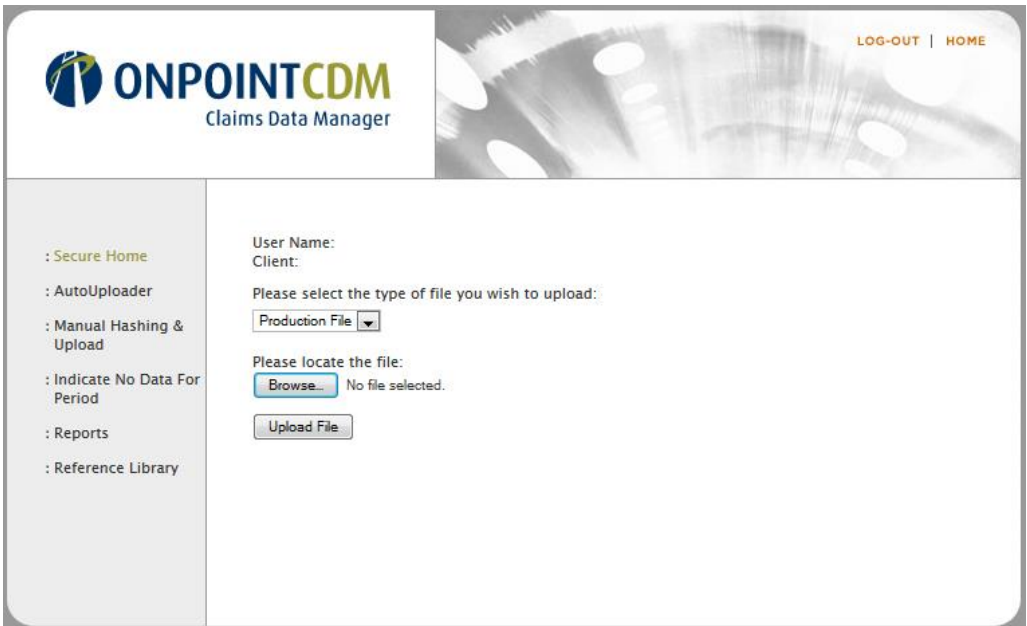 LOG-OUT | HOME
ONPOINTCDM
Claims Data Manager
: Secure Home
: AutoUploader
: Manual Hashing &
Upload
: Indicate No Data For
Period
: Reports
: Reference Library
User Name:
Client:
Please select the type of file you wish to upload:
Production File
Please locate the file:
Browse... No file selected.
Upload File